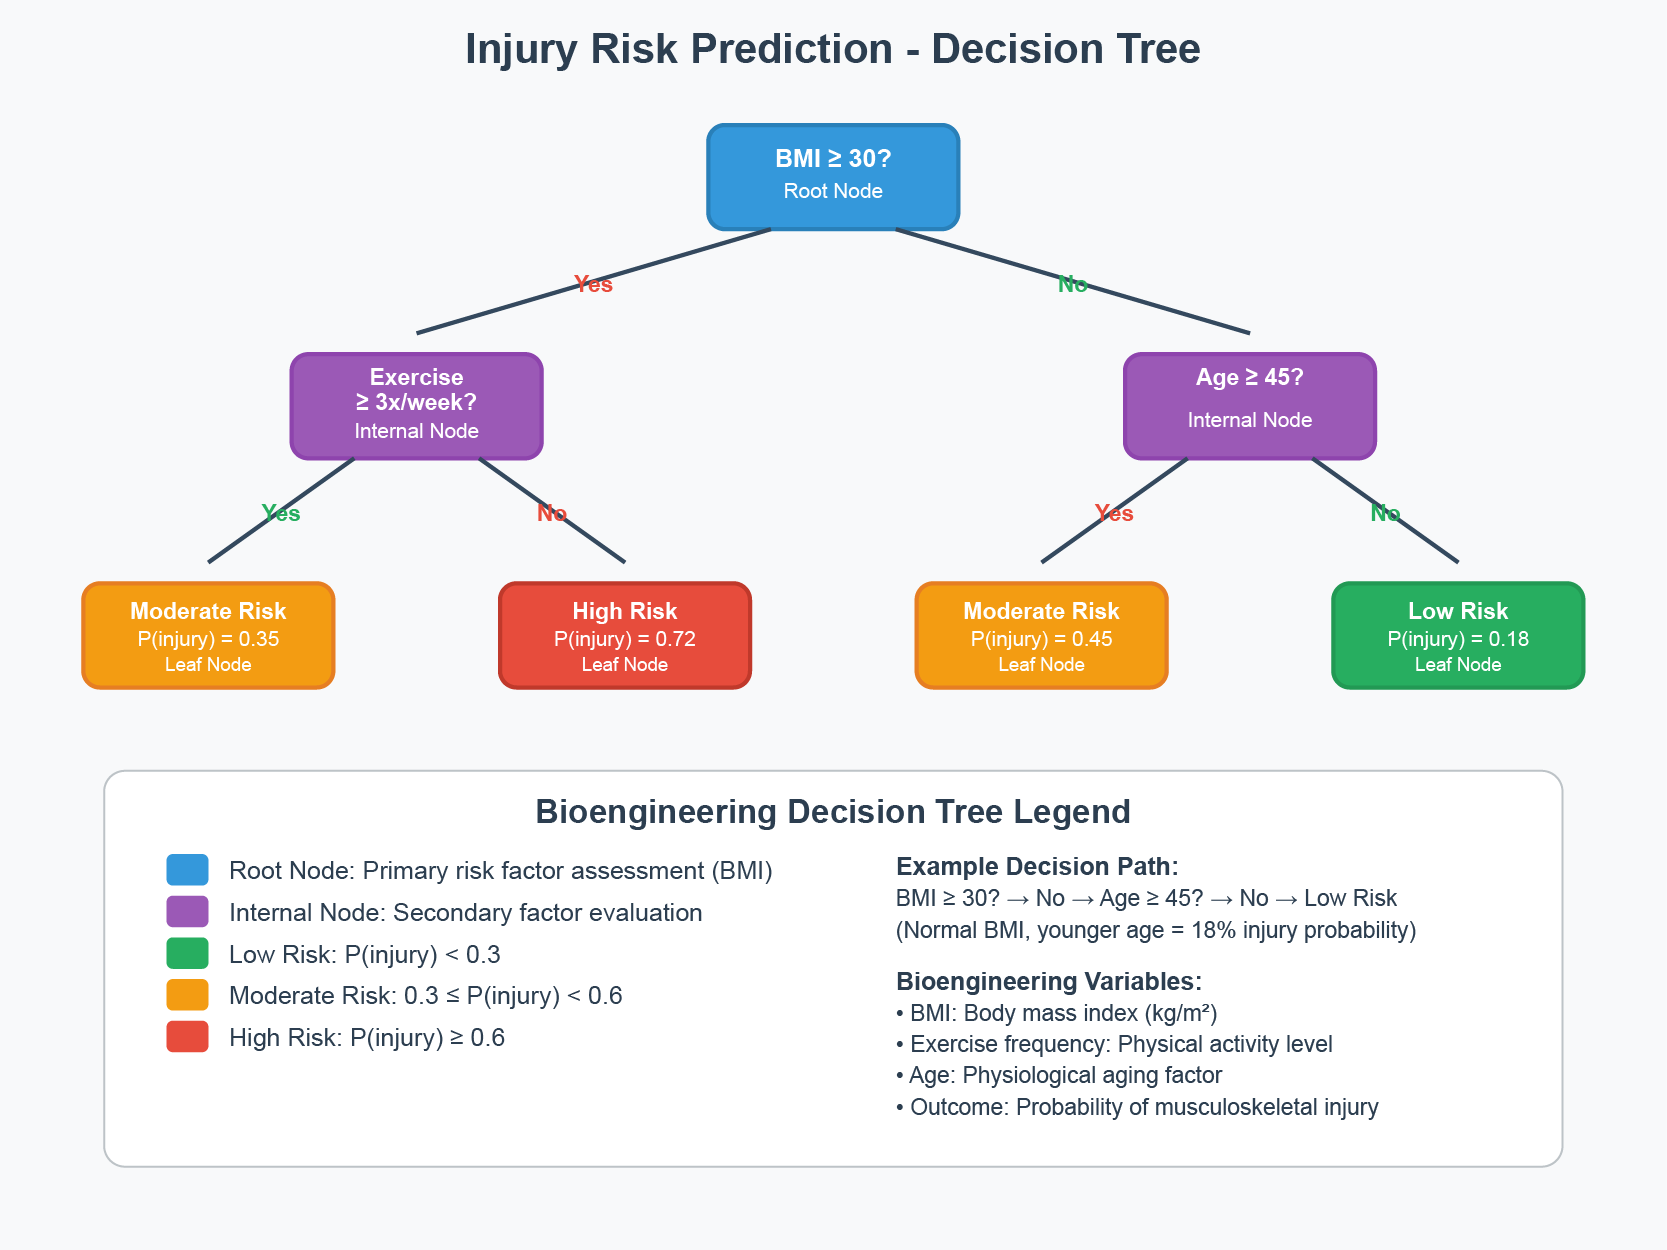 Injury Risk Prediction - Decision Tree
BMI ≥ 30?
Root Node
Yes
No
Exercise
≥ 3x/week?
Internal Node
Age ≥ 45?
Internal Node
Yes
No
Yes
No
Moderate Risk
P(injury) = 0.35
Leaf Node
High Risk
P(injury) = 0.72
Leaf Node
Moderate Risk
P(injury) = 0.45
Leaf Node
Low Risk
P(injury) = 0.18
Leaf Node
Bioengineering Decision Tree Legend
Root Node: Primary risk factor assessment (BMI)
Internal Node: Secondary factor evaluation
Low Risk: P(injury) < 0.3
Moderate Risk: 0.3 ≤ P(injury) < 0.6
High Risk: P(injury) ≥ 0.6
Example Decision Path:
BMI ≥ 30? → No → Age ≥ 45? → No → Low Risk
(Normal BMI, younger age = 18% injury probability)
Bioengineering Variables:
• BMI: Body mass index (kg/m²)
• Exercise frequency: Physical activity level
• Age: Physiological aging factor
• Outcome: Probability of musculoskeletal injury